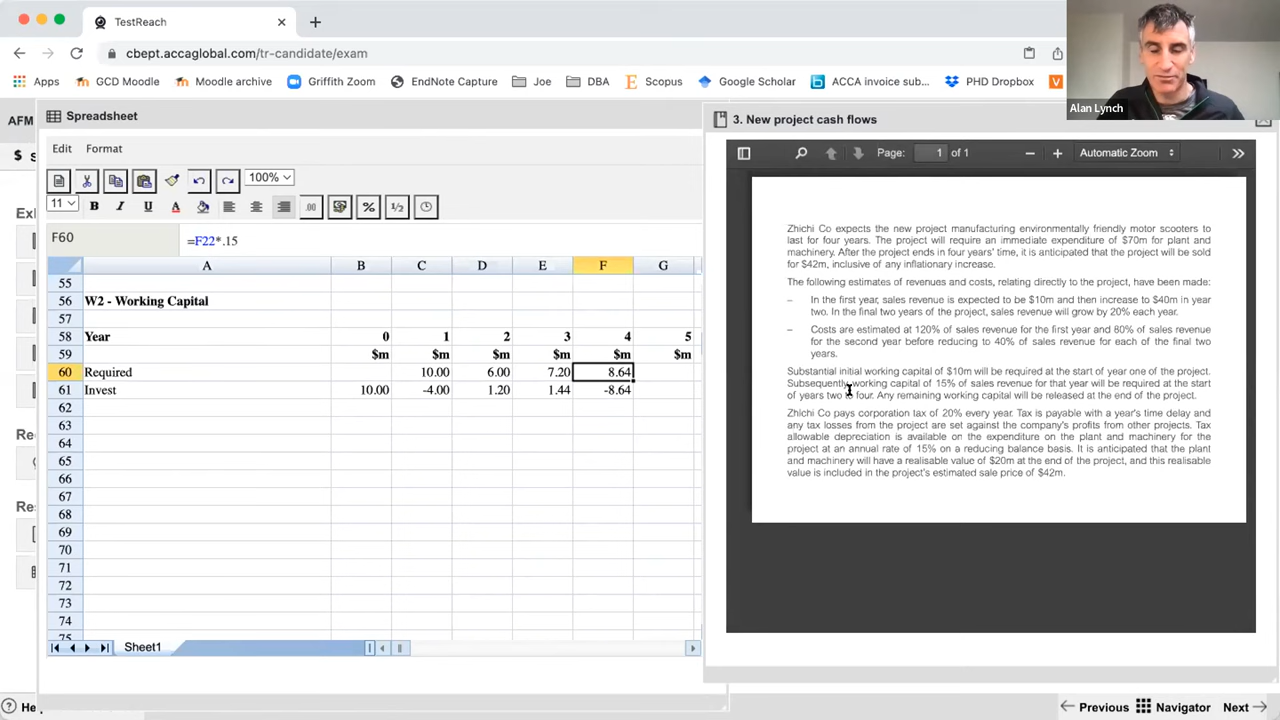 TestReach
cbept.accaglobal.com/tr-candidate/exam
Apps
GCD Moodle
Moodle archive
Griffith Zoom
EndNote Capture
Joe
DBA
Scopus
Google Scholar
ACCA invoice sub...
PHD Dropbox
Alan Lynch
AFM
Spreadsheet
3. New project cash flows
$ S
Edit Format
Page: 1 of 1
Automatic Zoom
100%
11 B I U A .00 % 1/2
Ex
F60 =F22*.15
A B C D E F G
55
56 W2 - Working Capital
57
58 Year 0 1 2 3 4 5
59 $m $m $m $m $m
60 Required 10.00 6.00 7.20 8.64
61 Invest 10.00 -4.00 1.20 1.44 -8.64
62
63
64
65
66
67
68
69
70
71
72
73
74
75
Re
Res
Sheet1
Zhichi Co expects the new project manufacturing environmentally friendly motor scooters to
last for four years. The project will require an immediate expenditure of $70m for plant and
machinery. After the project ends in four years' time, it is anticipated that the project will be sold
for $42m, inclusive of any inflationary increase.
The following estimates of revenues and costs, relating directly to the project, have been made:
– In the first year, sales revenue is expected to be $10m and then increase to $40m in year
two. In the final two years of the project, sales revenue will grow by 20% each year.
– Costs are estimated at 120% of sales revenue for the first year and 80% of sales revenue
for the second year before reducing to 40% of sales revenue for each of the final two
years.
Substantial initial working capital of $10m will be required at the start of year one of the project.
Subsequently working capital of 15% of sales revenue for that year will be required at the start
of years two to four. Any remaining working capital will be released at the end of the project.
Zhichi Co pays corporation tax of 20% every year. Tax is payable with a year's time delay and
any tax losses from the project are set against the company's profits from other projects. Tax
allowable depreciation is available on the expenditure on the plant and machinery for the
project at an annual rate of 15% on a reducing balance basis. It is anticipated that the plant
and machinery will have a realisable value of $20m at the end of the project, and this realisable
value is included in the project's estimated sale price of $42m.
Hel
Previous
Navigator
Next